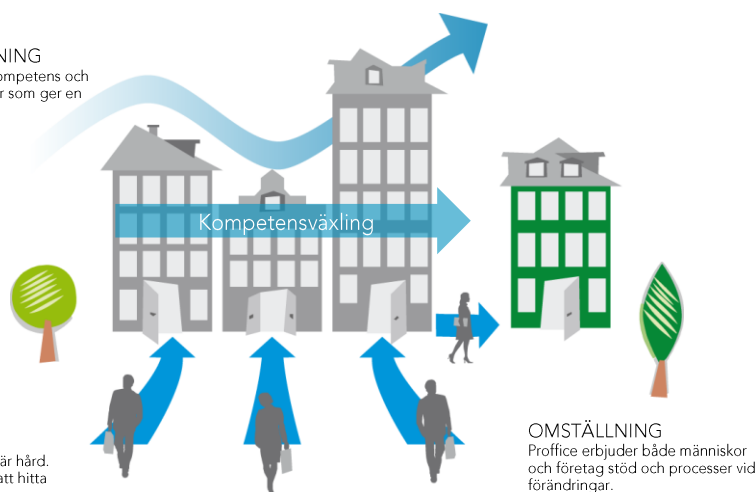 NING
ompetens och
r som ger en
Kompetensväxling
är hård.
att hitta
OMSTÄLLNING
Proffice erbjuder både människor
och företag stöd och processer vid
förändringar.